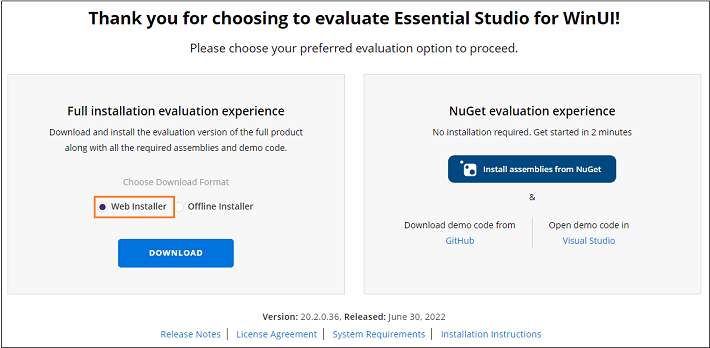 Thank you for choosing to evaluate Essential Studio for WinUI!
Please choose your preferred evaluation option to proceed.
Full installation evaluation experience
Download and install the evaluation version of the full product
along with all the required assemblies and demo code.
Choose Download Format
Web Installer
Offline Installer
DOWNLOAD
NuGet evaluation experience
No installation required. Get started in 2 minutes
Install assemblies from NuGet
&
Download demo code from
GitHub
Open demo code in
Visual Studio
Version: 20.2.0.36, Released: June 30, 2022
Release Notes | License Agreement | System Requirements | Installation Instructions